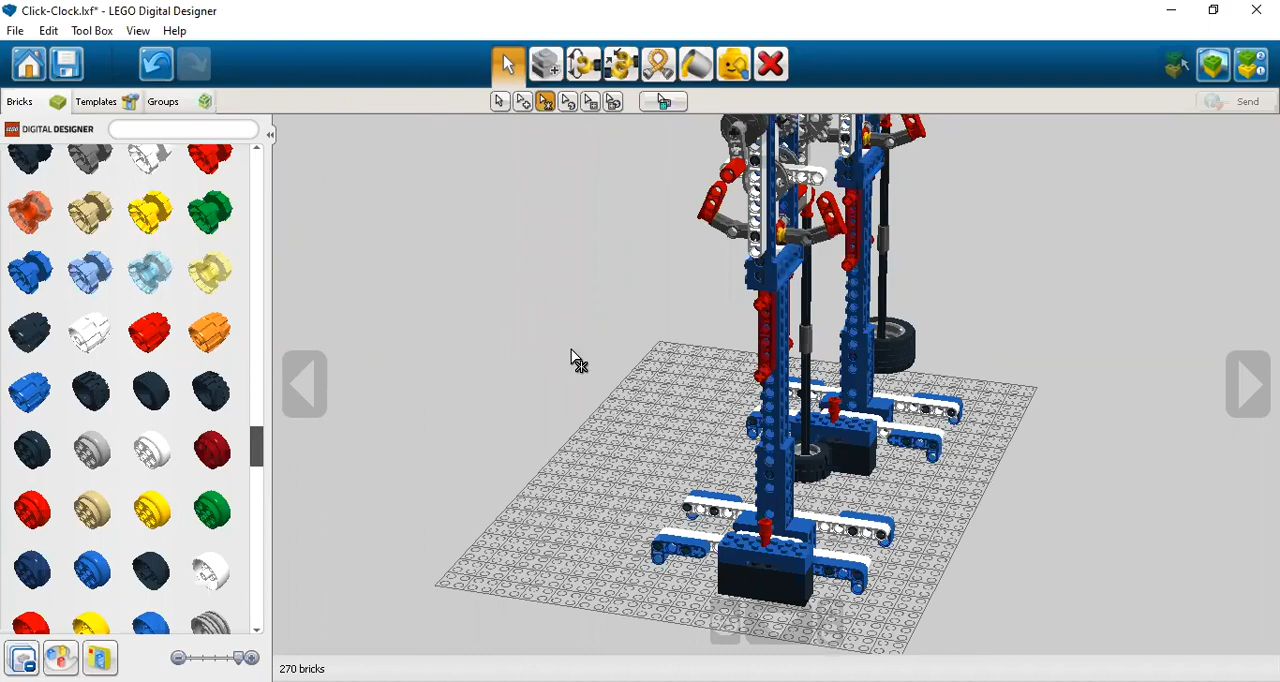 Click-Clock.lxf* - LEGO Digital Designer
File Edit Tool Box View Help
Bricks Templates Groups Send
LEGO DIGITAL DESIGNER
270 bricks